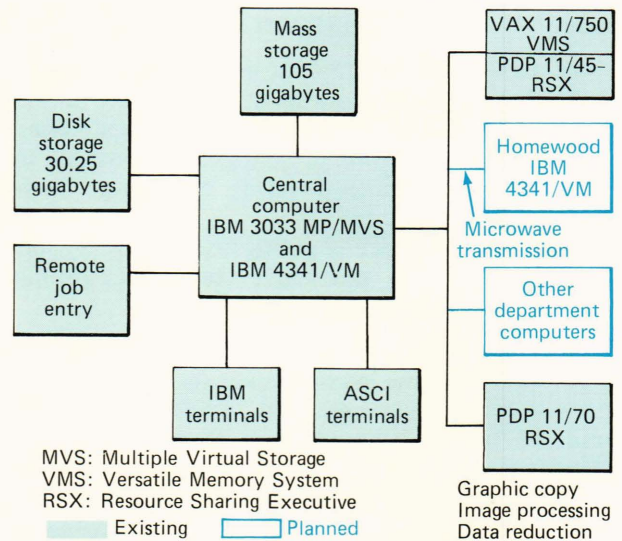 Mass
storage
105
gigabytes
Disk
storage
30.25
gigabytes
Remote
job
entry
Central
computer
IBM 3033 MP/MVS
and
IBM 4341/VM
IBM
terminals
ASCI
terminals
VAX 11/750
VMS
PDP 11/45-
RSX
Homewood
IBM
4341/VM
Microwave
transmission
Other
department
computers
PDP 11/70
RSX
Graphic copy
Image processing
Data reduction
MVS: Multiple Virtual Storage
VMS: Versatile Memory System
RSX: Resource Sharing Executive
Existing
Planned